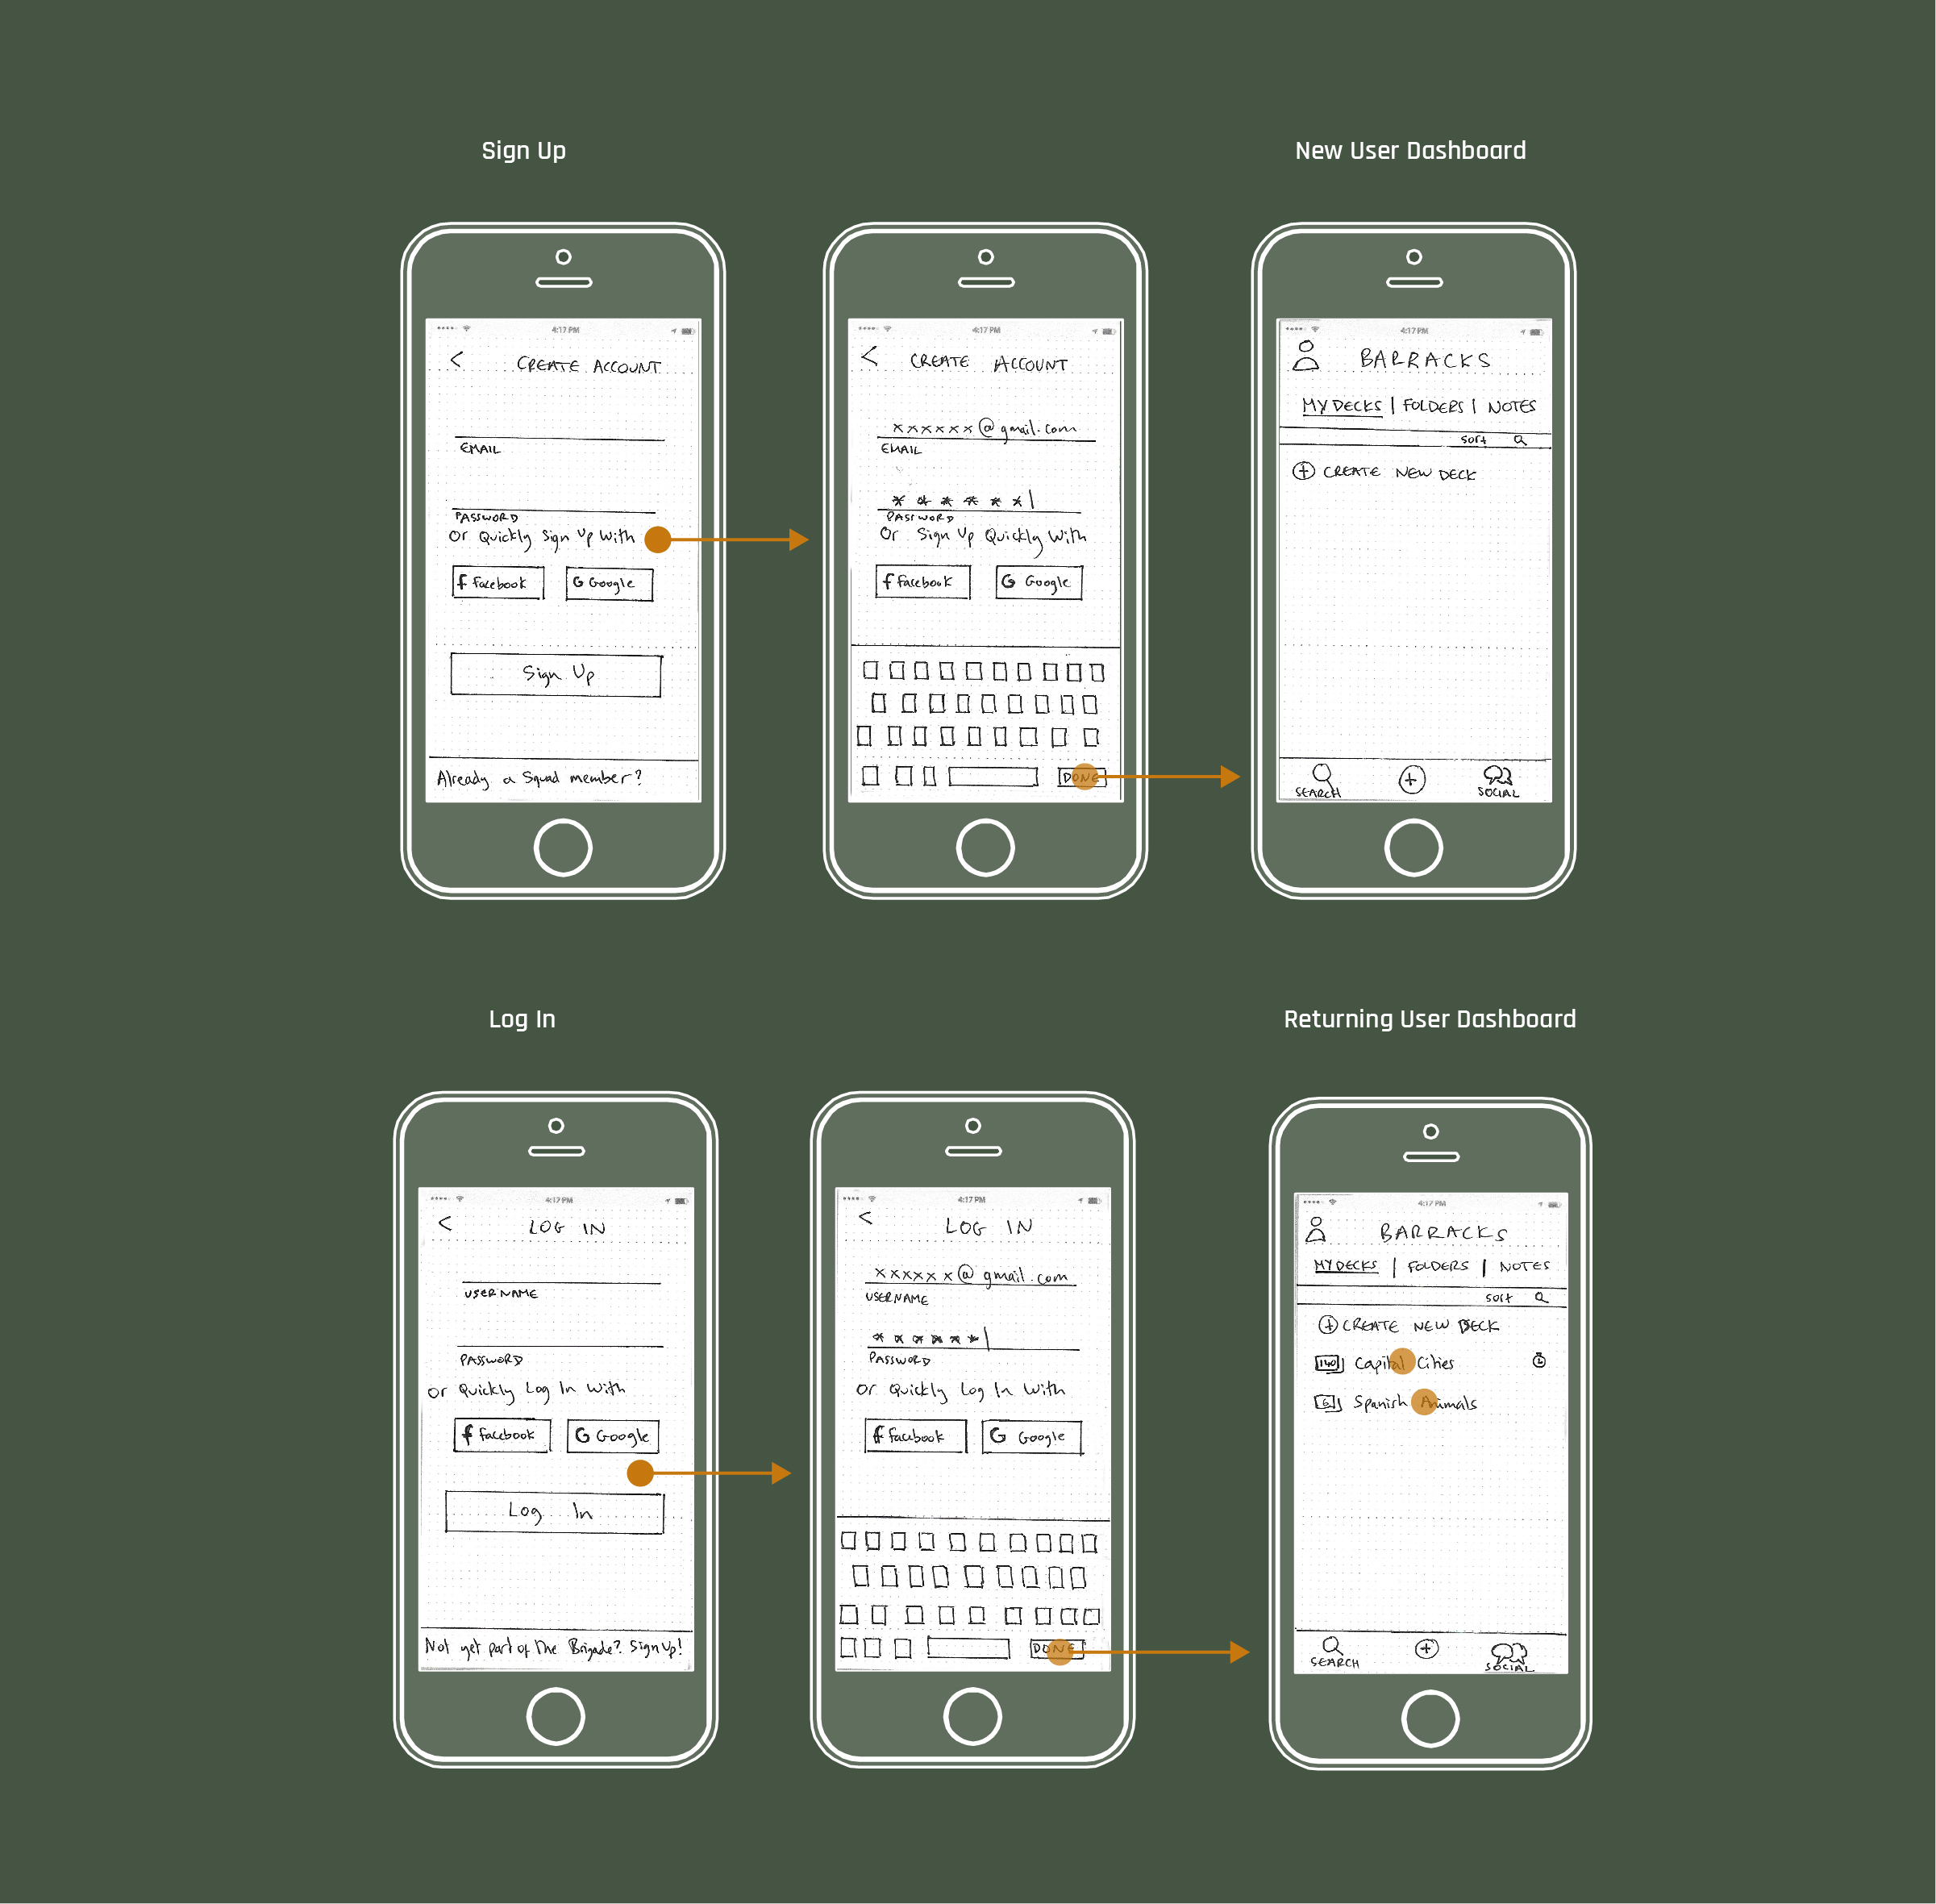 Sign Up
New User Dashboard
4:17 PM
< CREATE ACCOUNT
EMAIL
PASSWORD
Or Quickly Sign Up With
f Facebook
G Google
Sign Up
Already a Squad member?
4:17 PM
< CREATE ACCOUNT
xxxxxx@gmail.com
EMAIL
******|
PASSWORD
Or Sign Up Quickly With
f Facebook
G Google
DONE
4:17 PM
BARRACKS
MY DECKS | FOLDERS | NOTES
SORT
+ CREATE NEW DECK
SEARCH
+
SOCIAL
Log In
Returning User Dashboard
4:17 PM
< LOG IN
USERNAME
PASSWORD
Or Quickly Log In With
f Facebook
G Google
Log In
Not yet part of the Brigade? Sign Up!
4:17 PM
< LOG IN
xxxxxx@gmail.com
USERNAME
******|
PASSWORD
Or Quickly Log In With
f Facebook
G Google
DONE
4:17 PM
BARRACKS
MY DECKS | FOLDERS | NOTES
SORT
+ CREATE NEW DECK
140 Capital Cities
Spanish Animals
SEARCH
+
SOCIAL